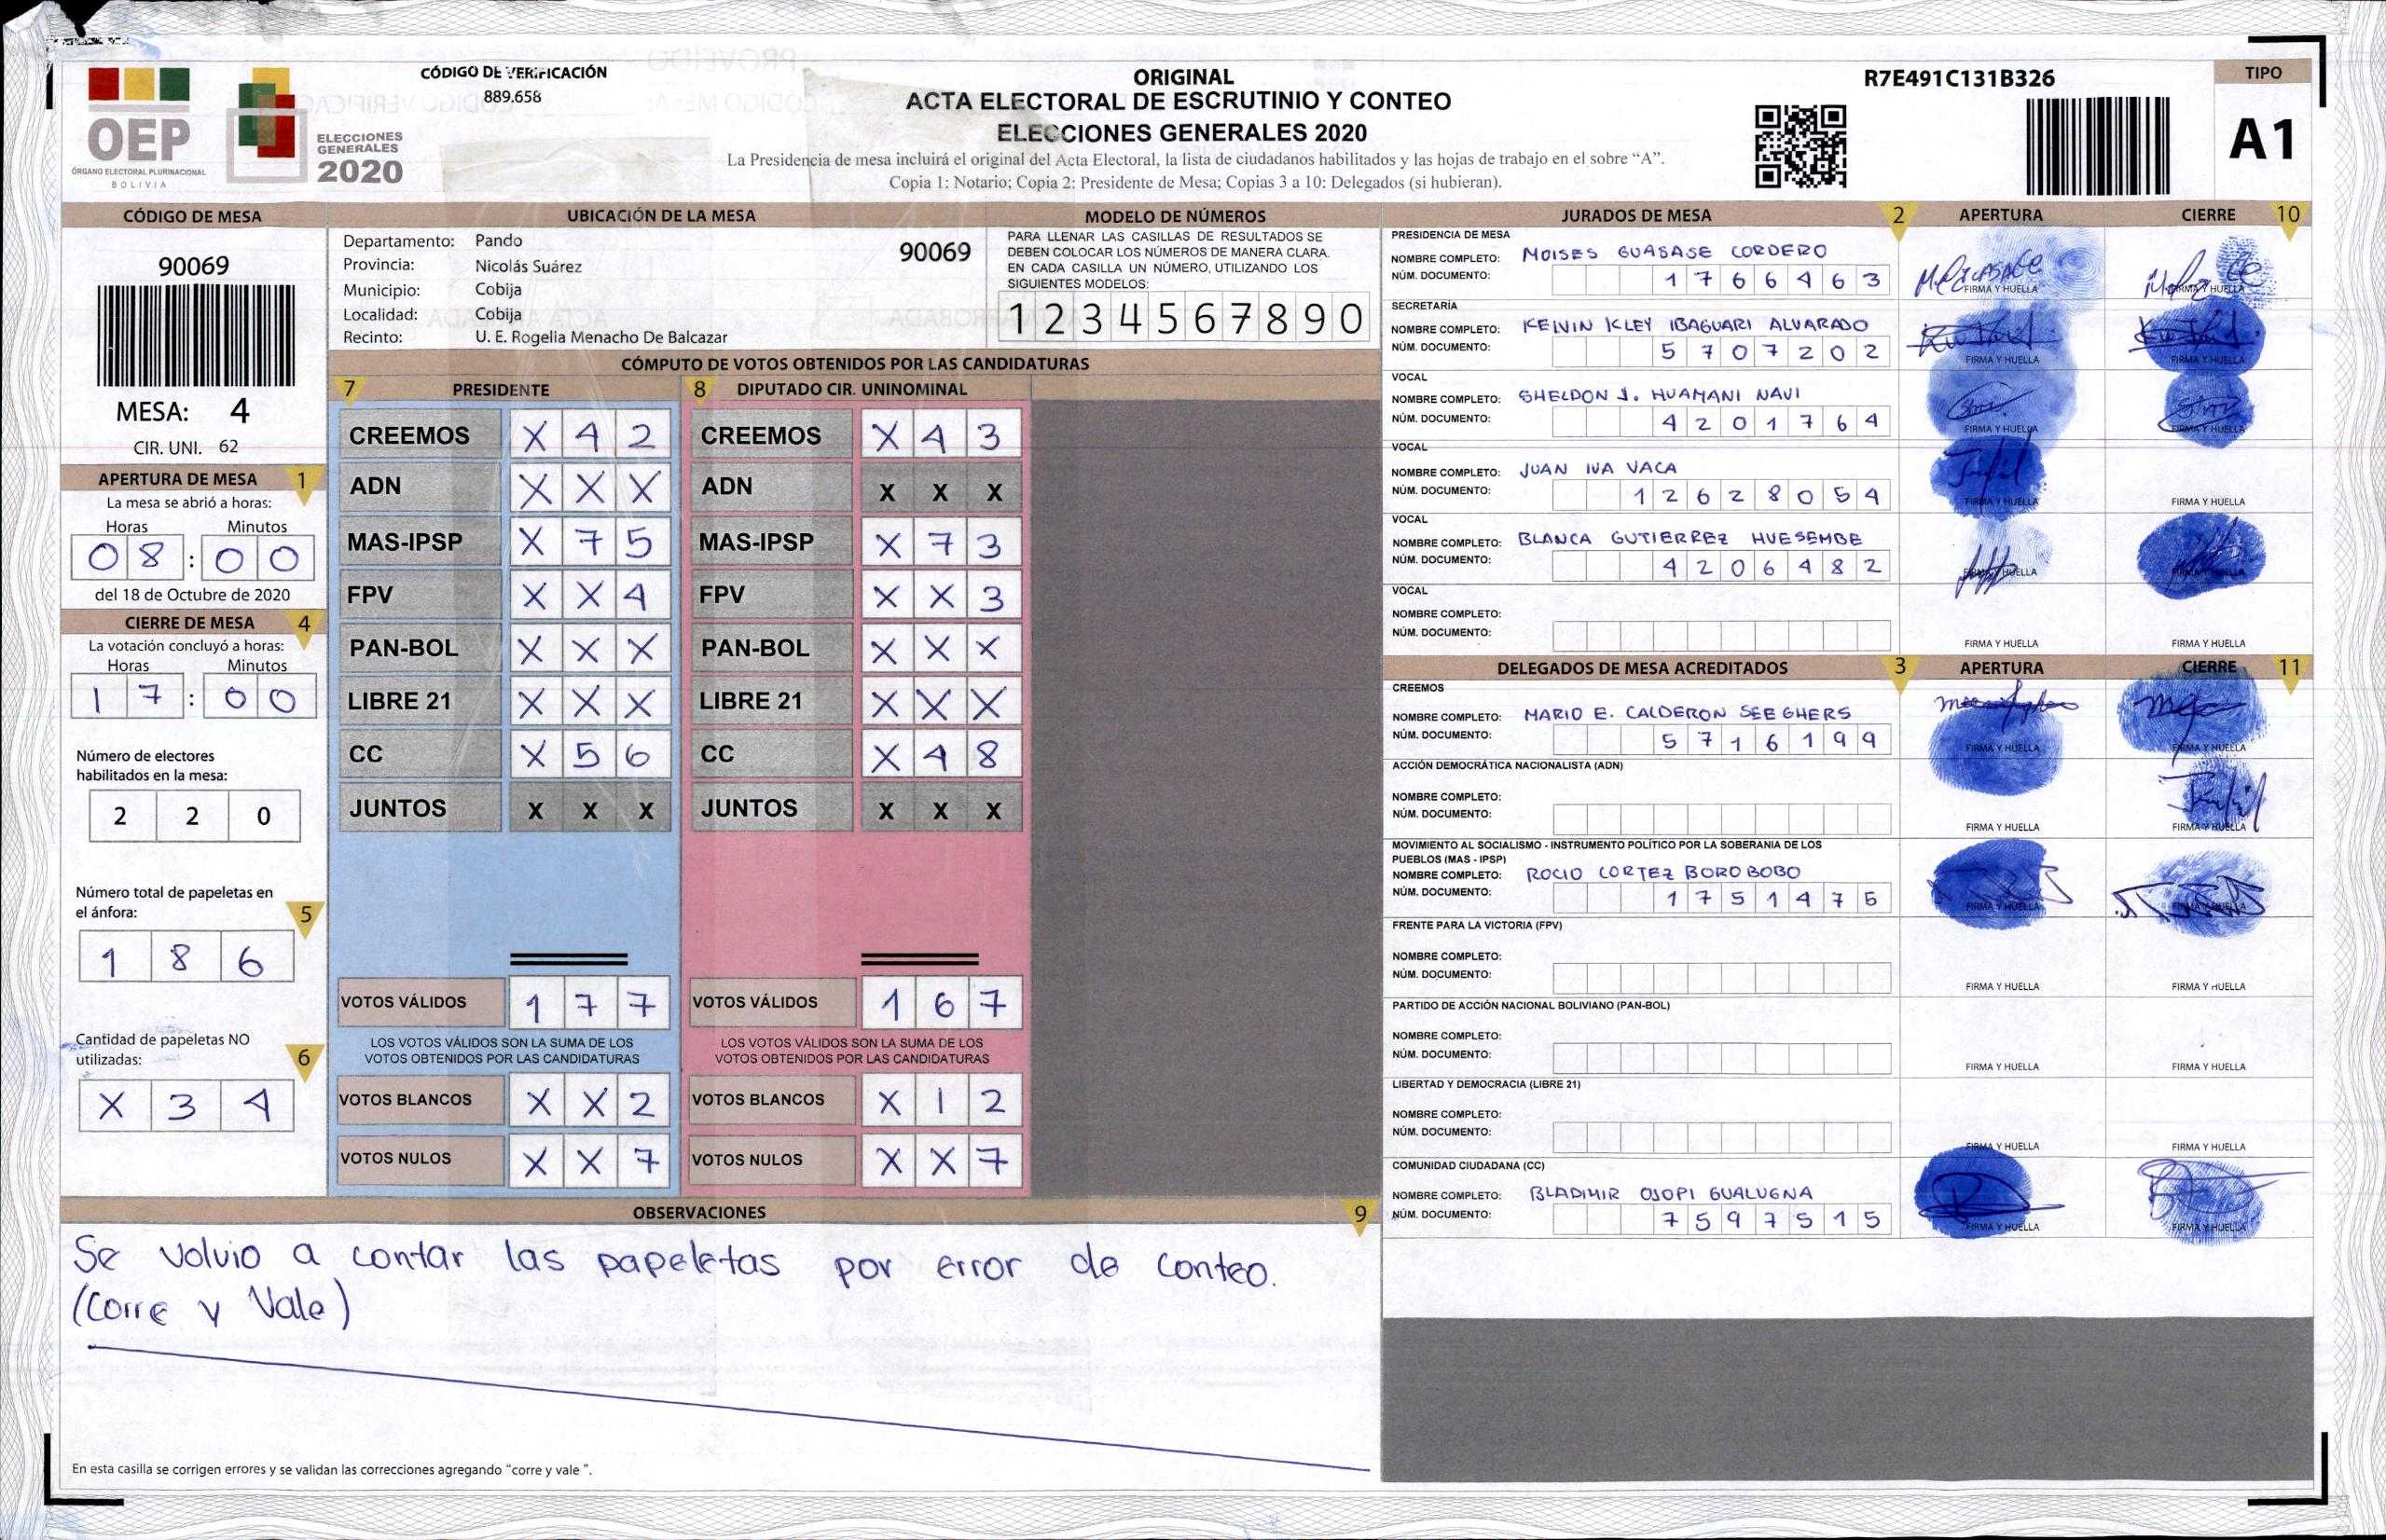 OEP
ÓRGANO ELECTORAL PLURINACIONAL
BOLIVIA
ELECCIONES
GENERALES
2020
CÓDIGO DE VERIFICACIÓN
889.658
ORIGINAL
ACTA ELECTORAL DE ESCRUTINIO Y CONTEO
ELECCIONES GENERALES 2020
La Presidencia de mesa incluirá el original del Acta Electoral, la lista de ciudadanos habilitados y las hojas de trabajo en el sobre “A”.
Copia 1: Notario; Copia 2: Presidente de Mesa; Copias 3 a 10: Delegados (si hubieran).
R7E491C131B326
TIPO
A1
CÓDIGO DE MESA
90069
MESA: 4
CIR. UNI. 62
APERTURA DE MESA 1
La mesa se abrió a horas:
Horas Minutos
08:00
del 18 de Octubre de 2020
CIERRE DE MESA 4
La votación concluyó a horas:
Horas Minutos
17:00
Número de electores
habilitados en la mesa:
2 2 0
Número total de papeletas en
el ánfora: 5
1 8 6
Cantidad de papeletas NO
utilizadas: 6
X 3 4
UBICACIÓN DE LA MESA
Departamento: Pando 90069
Provincia: Nicolás Suárez
Municipio: Cobija
Localidad: Cobija
Recinto: U. E. Rogelia Menacho De Balcazar
MODELO DE NÚMEROS
PARA LLENAR LAS CASILLAS DE RESULTADOS SE
DEBEN COLOCAR LOS NÚMEROS DE MANERA CLARA.
EN CADA CASILLA UN NÚMERO, UTILIZANDO LOS
SIGUIENTES MODELOS:
1 2 3 4 5 6 7 8 9 0
CÓMPUTO DE VOTOS OBTENIDOS POR LAS CANDIDATURAS
7 PRESIDENTE 8 DIPUTADO CIR. UNINOMINAL
CREEMOS X 4 2 CREEMOS X 4 3
ADN X X X ADN X X X
MAS-IPSP X 7 5 MAS-IPSP X 7 3
FPV X X 4 FPV X X 3
PAN-BOL X X X PAN-BOL X X X
LIBRE 21 X X X LIBRE 21 X X X
CC X 5 6 CC X 4 8
JUNTOS X X X JUNTOS X X X
VOTOS VÁLIDOS 1 7 7 VOTOS VÁLIDOS 1 6 7
LOS VOTOS VÁLIDOS SON LA SUMA DE LOS LOS VOTOS VÁLIDOS SON LA SUMA DE LOS
VOTOS OBTENIDOS POR LAS CANDIDATURAS VOTOS OBTENIDOS POR LAS CANDIDATURAS
VOTOS BLANCOS X X 2 VOTOS BLANCOS X 1 2
VOTOS NULOS X X 7 VOTOS NULOS X X 7
OBSERVACIONES 9
Se volvio a contar las papeletas por error de conteo.
(Corre y Vale)
En esta casilla se corrigen errores y se validan las correcciones agregando “corre y vale ”.
JURADOS DE MESA 2 APERTURA CIERRE 10
PRESIDENCIA DE MESA
NOMBRE COMPLETO: MOISES GUASASE CORDERO
NÚM. DOCUMENTO: 1766463
FIRMA Y HUELLA FIRMA Y HUELLA
SECRETARÍA
NOMBRE COMPLETO: KEIVIN KLEY IBAGUARI ALVARADO
NÚM. DOCUMENTO: 5707202
FIRMA Y HUELLA FIRMA Y HUELLA
VOCAL
NOMBRE COMPLETO: SHELDON J. HUAMANI NAVI
NÚM. DOCUMENTO: 4201764
FIRMA Y HUELLA FIRMA Y HUELLA
VOCAL
NOMBRE COMPLETO: JUAN IVA VACA
NÚM. DOCUMENTO: 12628054
FIRMA Y HUELLA FIRMA Y HUELLA
VOCAL
NOMBRE COMPLETO: BLANCA GUTIERREZ HUESEMBE
NÚM. DOCUMENTO: 4206482
FIRMA Y HUELLA FIRMA Y HUELLA
VOCAL
NOMBRE COMPLETO:
NÚM. DOCUMENTO:
FIRMA Y HUELLA FIRMA Y HUELLA
DELEGADOS DE MESA ACREDITADOS 3 APERTURA CIERRE 11
CREEMOS
NOMBRE COMPLETO: MARIO E. CALDERON SEEGHERS
NÚM. DOCUMENTO: 5716199
FIRMA Y HUELLA FIRMA Y HUELLA
ACCIÓN DEMOCRÁTICA NACIONALISTA (ADN)
NOMBRE COMPLETO:
NÚM. DOCUMENTO:
FIRMA Y HUELLA FIRMA Y HUELLA
MOVIMIENTO AL SOCIALISMO - INSTRUMENTO POLÍTICO POR LA SOBERANIA DE LOS
PUEBLOS (MAS - IPSP)
NOMBRE COMPLETO: ROCIO CORTEZ BOROBOBO
NÚM. DOCUMENTO: 1751475
FIRMA Y HUELLA FIRMA Y HUELLA
FRENTE PARA LA VICTORIA (FPV)
NOMBRE COMPLETO:
NÚM. DOCUMENTO:
FIRMA Y HUELLA FIRMA Y HUELLA
PARTIDO DE ACCIÓN NACIONAL BOLIVIANO (PAN-BOL)
NOMBRE COMPLETO:
NÚM. DOCUMENTO:
FIRMA Y HUELLA FIRMA Y HUELLA
LIBERTAD Y DEMOCRACIA (LIBRE 21)
NOMBRE COMPLETO:
NÚM. DOCUMENTO:
FIRMA Y HUELLA FIRMA Y HUELLA
COMUNIDAD CIUDADANA (CC)
NOMBRE COMPLETO: BLADIMIR OJOPI GUALUGNA
NÚM. DOCUMENTO: 7597515
FIRMA Y HUELLA FIRMA Y HUELLA